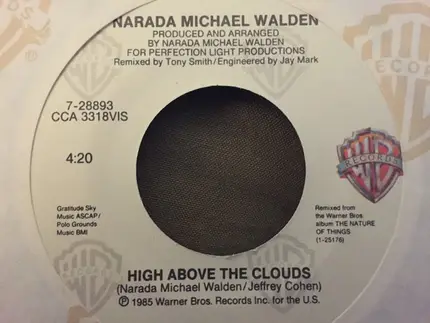 NARADA MICHAEL WALDEN
PRODUCED AND ARRANGED
BY NARADA MICHAEL WALDEN
FOR PERFECTION LIGHT PRODUCTIONS
Remixed by Tony Smith/Engineered by Jay Mark
7-28893
CCA 3318VIS
4:20
RECORDS
Gratitude Sky
Music ASCAP/
Polo Grounds
Music BMI
Remixed from
the Warner Bros.
album THE NATURE
OF THINGS
(1-25176)
HIGH ABOVE THE CLOUDS
(Narada Michael Walden/Jeffrey Cohen)
℗ 1985 Warner Bros. Records Inc. for the U.S.